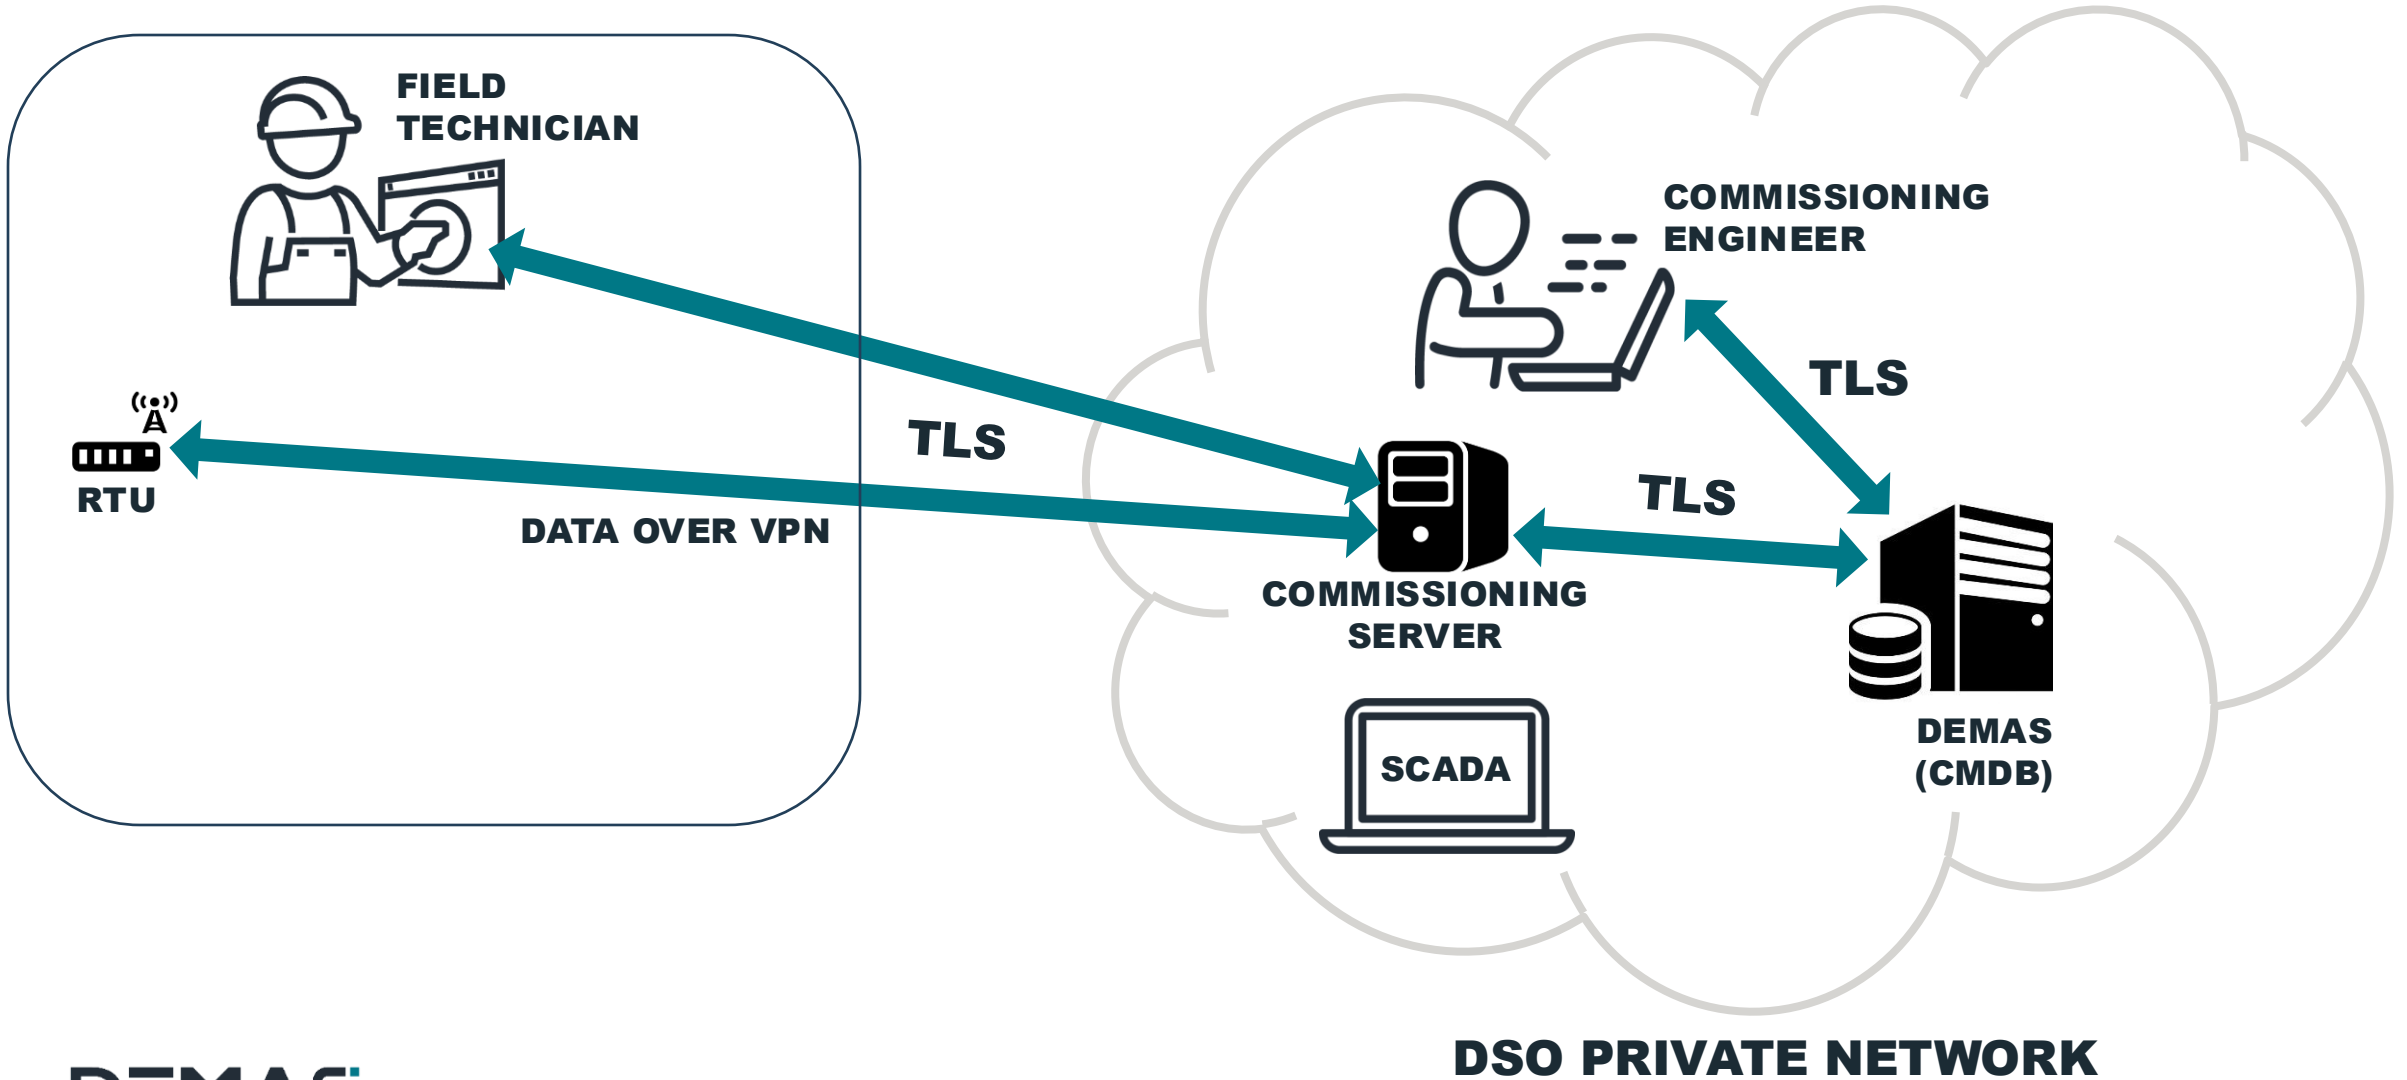 FIELD
TECHNICIAN
COMMISSIONING
ENGINEER
TLS
TLS
TLS
RTU
DATA OVER VPN
COMMISSIONING
SERVER
SCADA
DEMAS
(CMDB)
DSO PRIVATE NETWORK